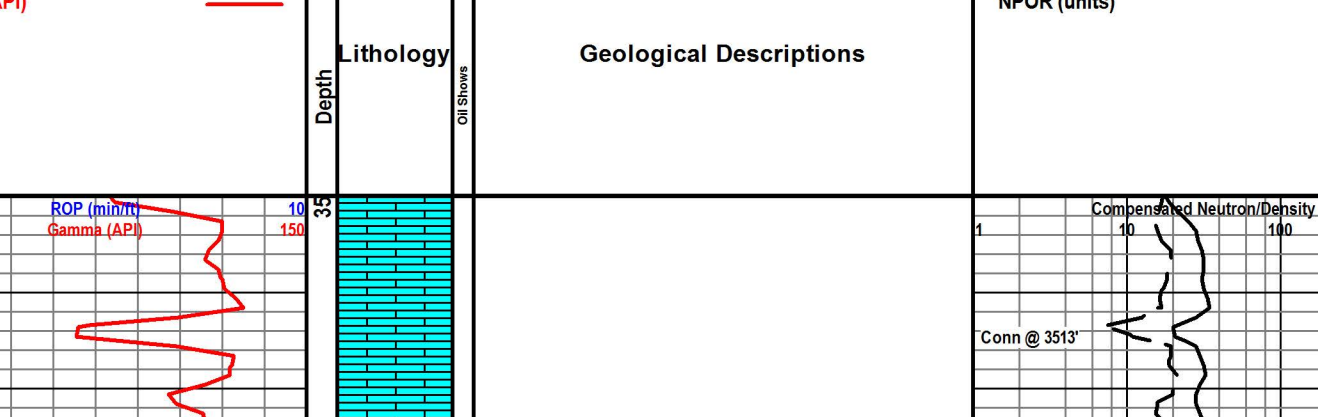 API)
NPOR (units)
Depth
Lithology
Oil Shows
Geological Descriptions
ROP (min/ft) 10
Gamma (API) 150
35
Compensated Neutron/Density
1 10 100
Conn @ 3513'